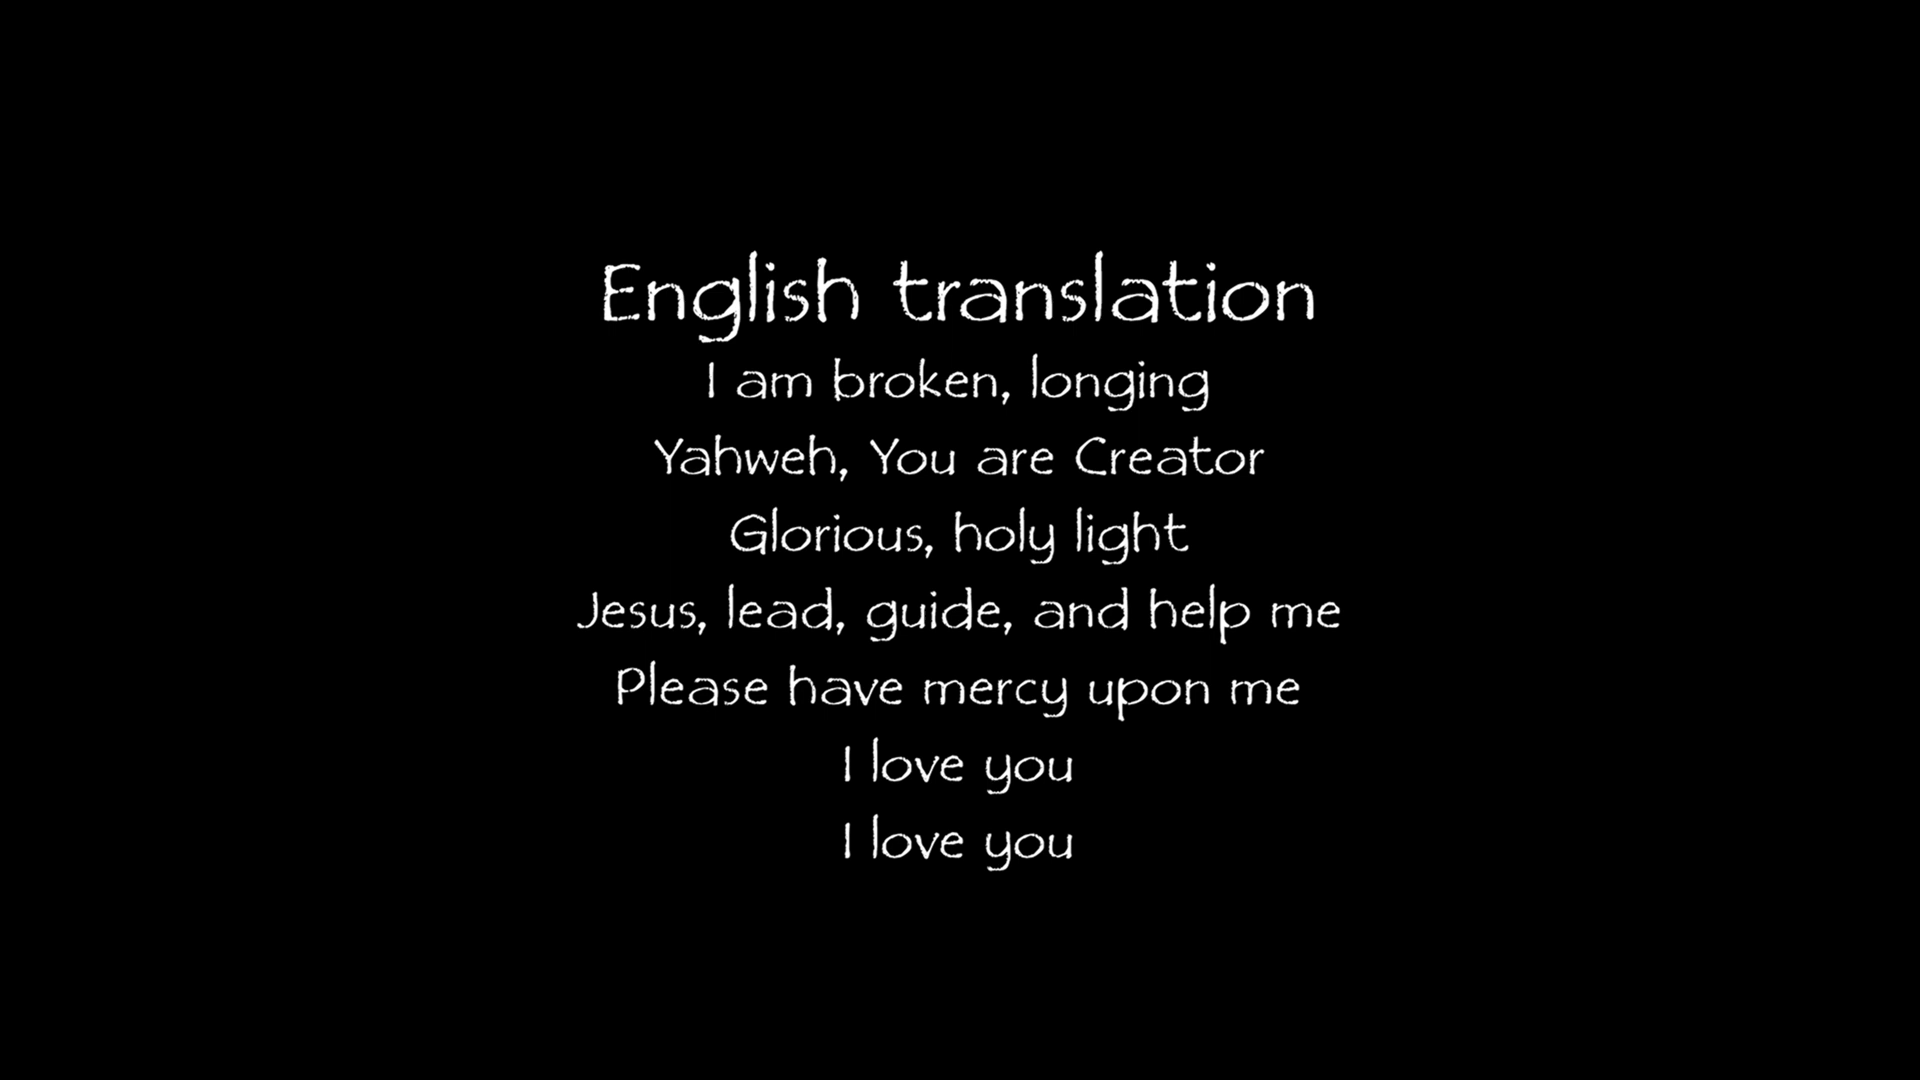 English translation
I am broken, longing
Yahweh, You are Creator
Glorious, holy light
Jesus, lead, guide, and help me
Please have mercy upon me
I love you
I love you